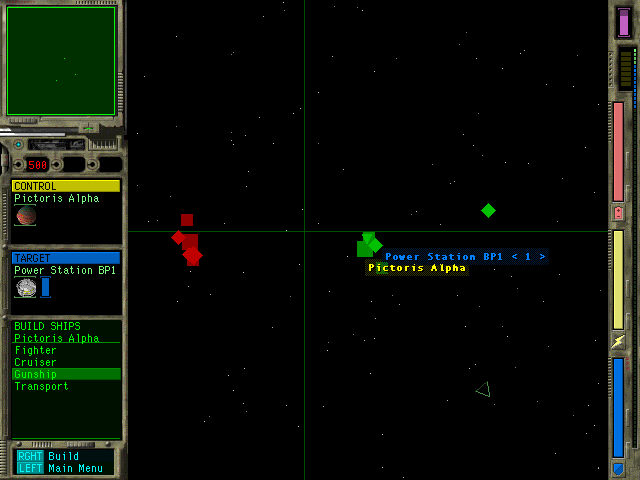 500
CONTROL
Pictoris Alpha
TARGET
Power Station BP1
BUILD SHIPS
Pictoris Alpha
Fighter
Cruiser
Gunship
Transport
RGHT Build
LEFT Main Menu
Power Station BP1 < 1 >
Pictoris Alpha